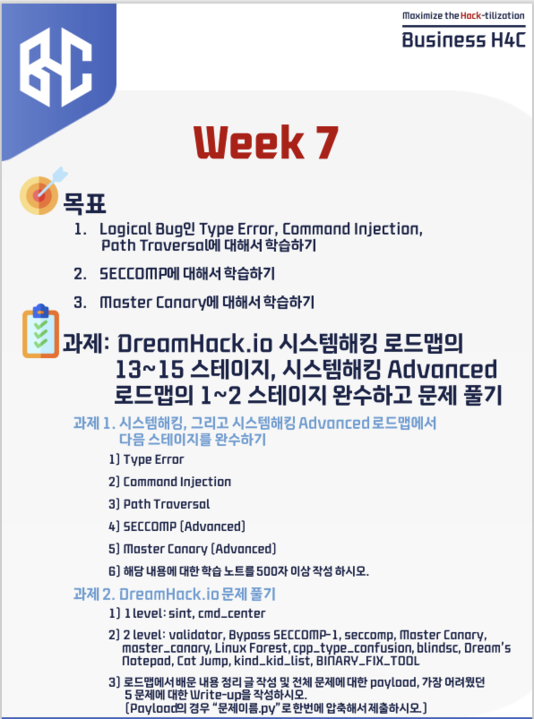 Maximize the Hack-tilization
Business H4C
BHC
Week 7
목표
1. Logical Bug인 Type Error, Command Injection,
Path Traversal에 대해서 학습하기
2. SECCOMP에 대해서 학습하기
3. Master Canary에 대해서 학습하기
과제: DreamHack.io 시스템해킹 로드맵의
13~15 스테이지, 시스템해킹 Advanced
로드맵의 1~2 스테이지 완수하고 문제 풀기
과제 1. 시스템해킹, 그리고 시스템해킹 Advanced 로드맵에서
다음 스테이지를 완수하기
1) Type Error
2) Command Injection
3) Path Traversal
4) SECCOMP (Advanced)
5) Master Canary (Advanced)
6) 해당 내용에 대한 학습 노트를 500자 이상 작성 하시오.
과제 2. DreamHack.io 문제 풀기
1) 1 level: sint, cmd_center
2) 2 level: validator, Bypass SECCOMP-1, seccomp, Master Canary,
master_canary, Linux Forest, cpp_type_confusion, blindsc, Dream's
Notepad, Cat Jump, kind_kid_list, BINARY_FIX_TOOL
3) 로드맵에서 배운 내용 정리 글 작성 및 전체 문제에 대한 payload, 가장 어려웠던
5 문제에 대한 Write-up을 작성하시오.
(Payload의 경우 “문제이름.py”로 한번에 압축해서 제출하시오.)